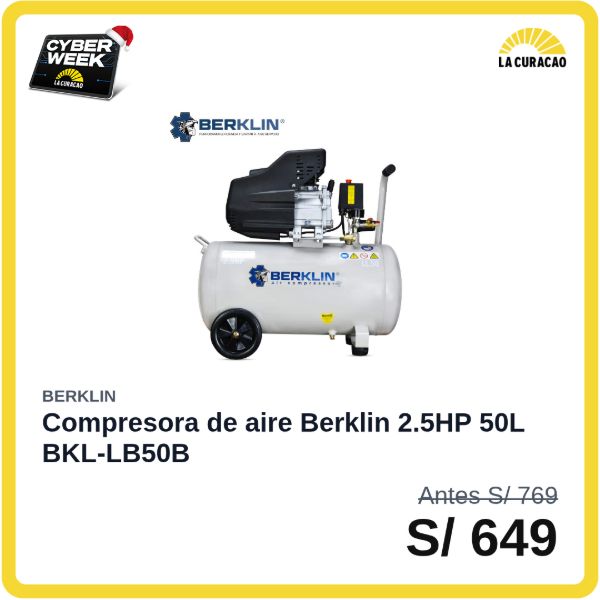 CYBER
WEEK
LA CURACAO
LA CURACAO
BERKLIN®
BERKLIN®
air compressors
BERKLIN
Compresora de aire Berklin 2.5HP 50L
BKL-LB50B
Antes S/ 769
S/ 649